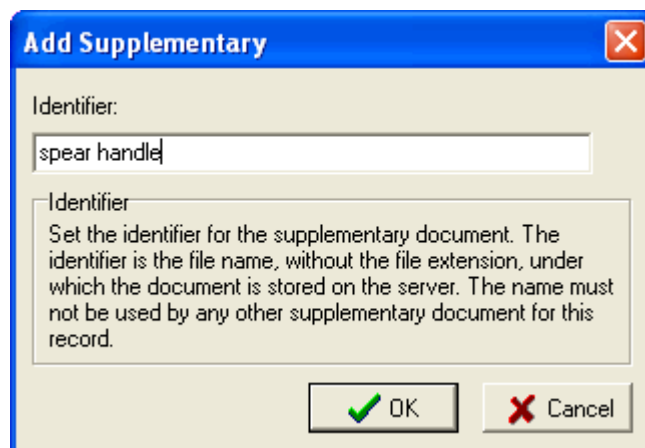 Add Supplementary
Identifier:
spear handle
Identifier
Set the identifier for the supplementary document. The
identifier is the file name, without the file extension, under
which the document is stored on the server. The name must
not be used by any other supplementary document for this
record.
OK Cancel